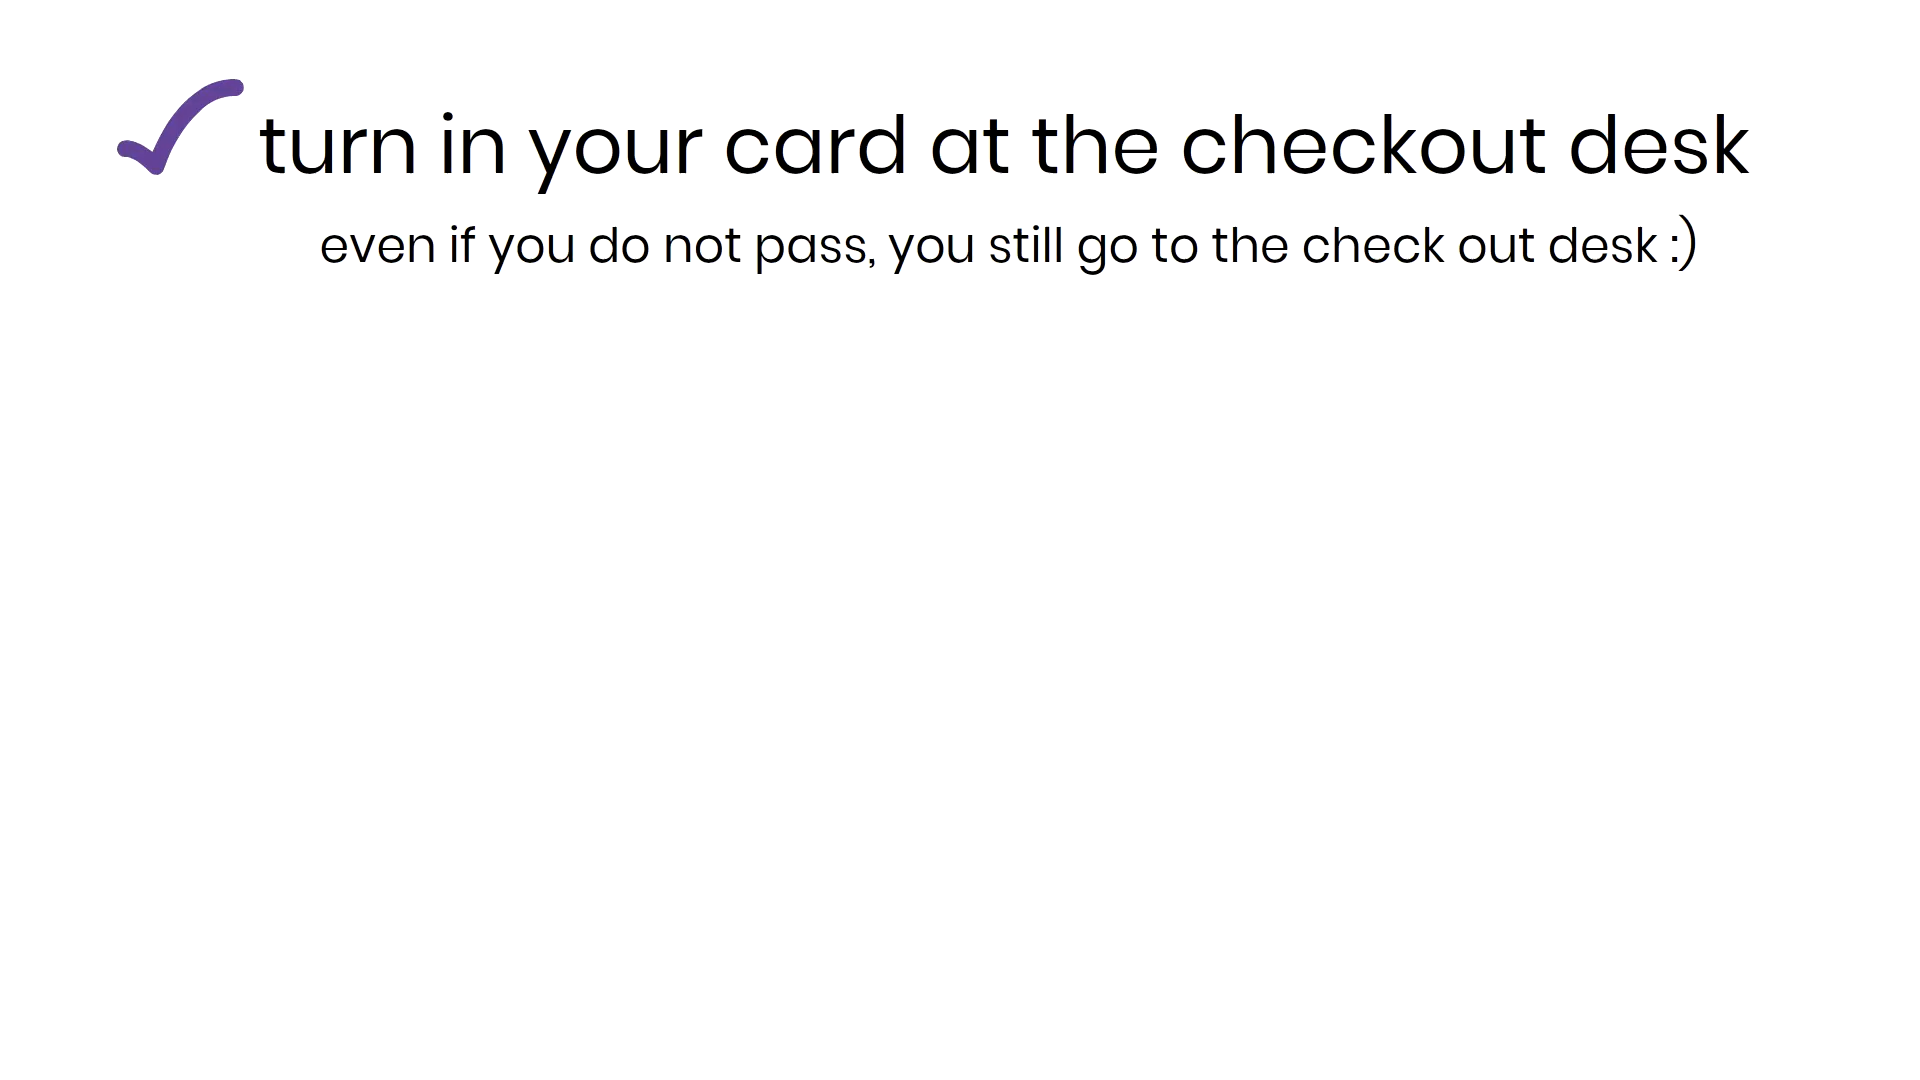 turn in your card at the checkout desk
even if you do not pass, you still go to the check out desk :)